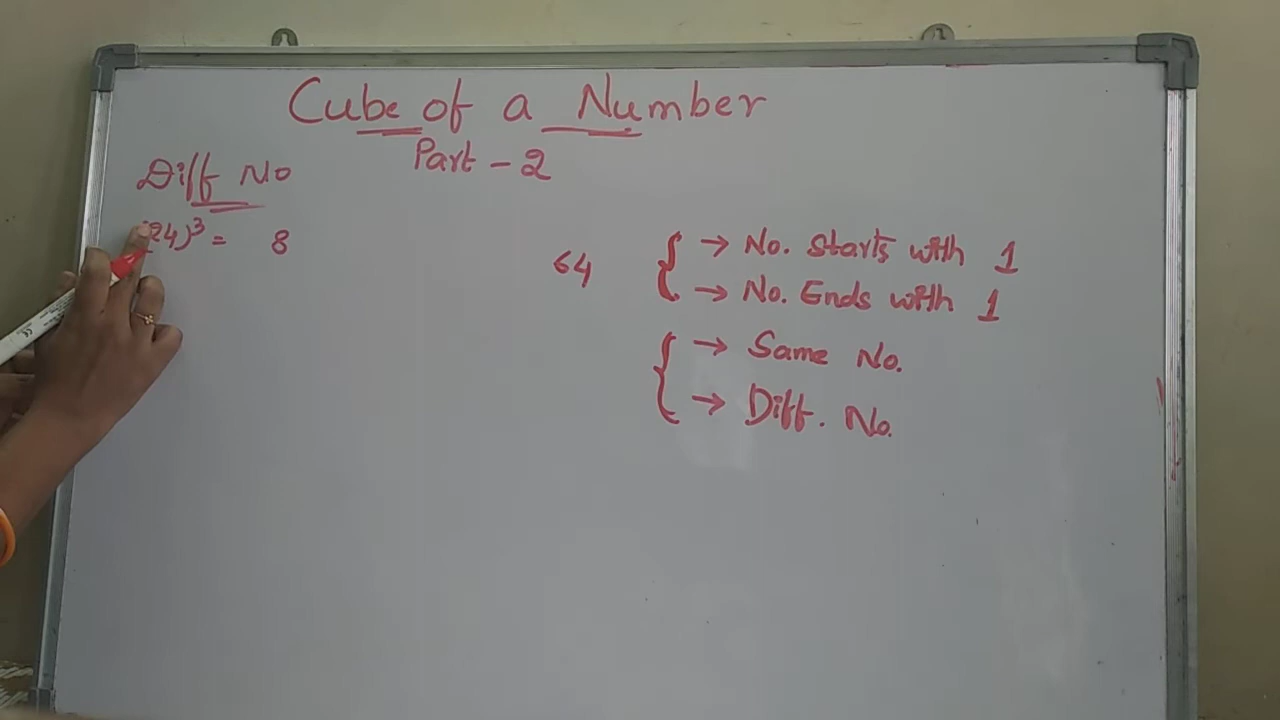 Cube of a Number
Part - 2
Diff No
(24)³ = 8 64
→ No. Starts with 1
→ No. Ends with 1
→ Same No.
→ Diff. No.